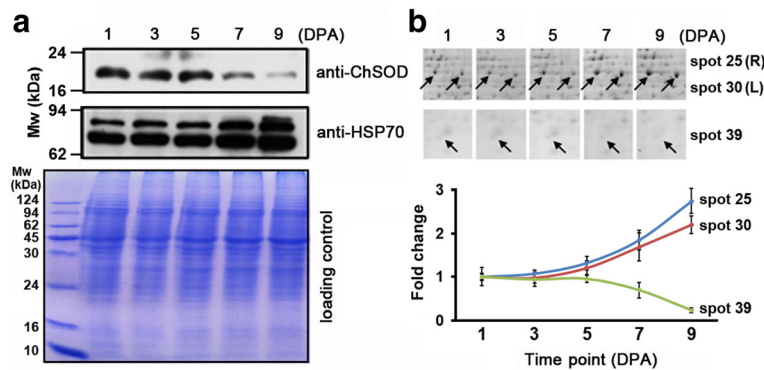 a
1 3 5 7 9 (DPA)
Mw (kDa)
24
16
anti-ChSOD
94
62
anti-HSP70
Mw
(kDa)
124
94
62
45
30
24
16
10
loading control
b
1 3 5 7 9 (DPA)
spot 25 (R)
spot 30 (L)
spot 39
Fold change
3
2
1
0
spot 25
spot 30
spot 39
1 3 5 7 9
Time point (DPA)